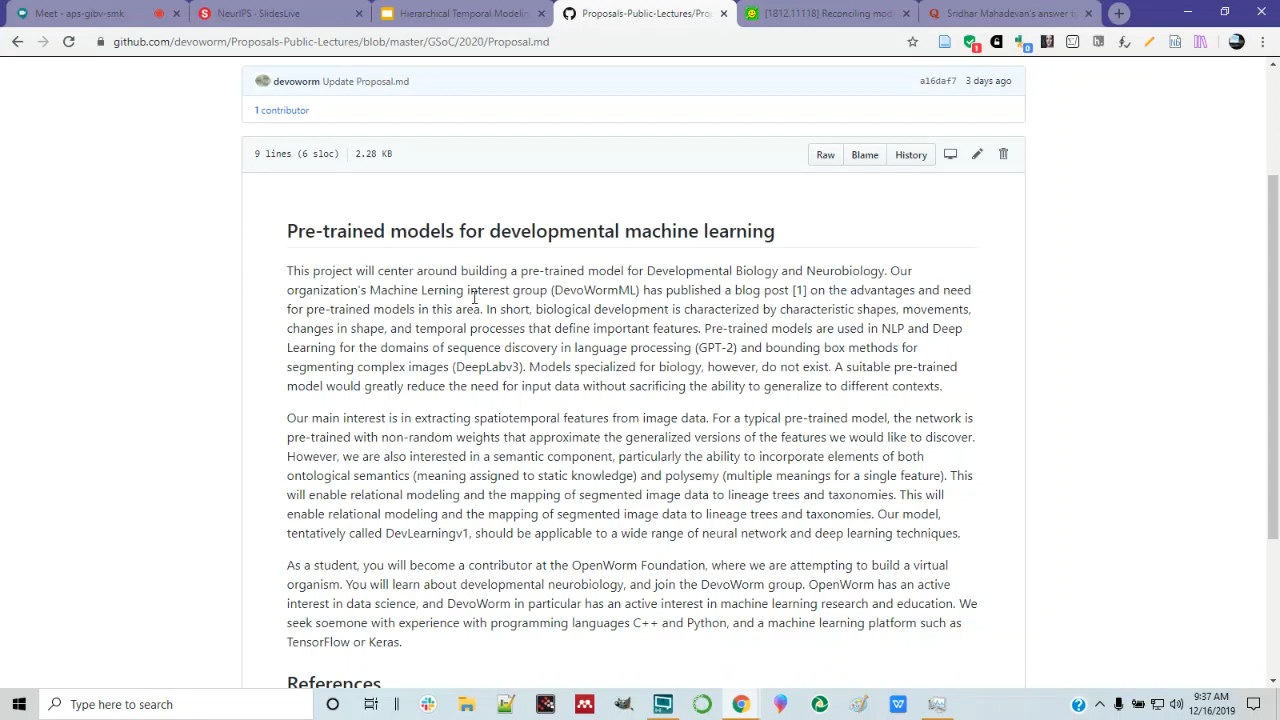 Meet - aps-gibv-smk
NeurIPS - SlidesLive
Hierarchical Temporal Modeling
Proposals-Public-Lectures/Prop
[1812.11118] Reconciling mod
Sridhar Mahadevan's answer t
github.com/devoworm/Proposals-Public-Lectures/blob/master/GSoC/2020/Proposal.md
devoworm Update Proposal.md
a16daf7 3 days ago
1 contributor
9 lines (6 sloc) 2.28 KB
Raw Blame History
Pre-trained models for developmental machine learning
This project will center around building a pre-trained model for Developmental Biology and Neurobiology. Our
organization's Machine Lerning interest group (DevoWormML) has published a blog post [1] on the advantages and need
for pre-trained models in this area. In short, biological development is characterized by characteristic shapes, movements,
changes in shape, and temporal processes that define important features. Pre-trained models are used in NLP and Deep
Learning for the domains of sequence discovery in language processing (GPT-2) and bounding box methods for
segmenting complex images (DeepLabv3). Models specialized for biology, however, do not exist. A suitable pre-trained
model would greatly reduce the need for input data without sacrificing the ability to generalize to different contexts.
Our main interest is in extracting spatiotemporal features from image data. For a typical pre-trained model, the network is
pre-trained with non-random weights that approximate the generalized versions of the features we would like to discover.
However, we are also interested in a semantic component, particularly the ability to incorporate elements of both
ontological semantics (meaning assigned to static knowledge) and polysemy (multiple meanings for a single feature). This
will enable relational modeling and the mapping of segmented image data to lineage trees and taxonomies. This will
enable relational modeling and the mapping of segmented image data to lineage trees and taxonomies. Our model,
tentatively called DevLearningv1, should be applicable to a wide range of neural network and deep learning techniques.
As a student, you will become a contributor at the OpenWorm Foundation, where we are attempting to build a virtual
organism. You will learn about developmental neurobiology, and join the DevoWorm group. OpenWorm has an active
interest in data science, and DevoWorm in particular has an active interest in machine learning research and education. We
seek soemone with experience with programming languages C++ and Python, and a machine learning platform such as
TensorFlow or Keras.
References
Type here to search
9:37 AM
12/16/2019